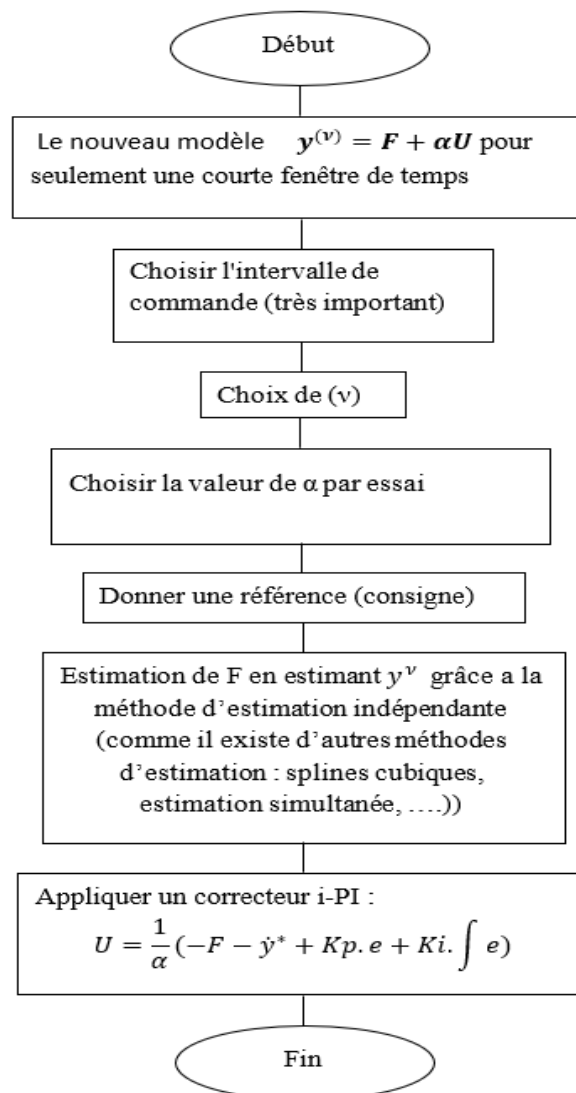 Début
Le nouveau modèle y^(ν) = F + αU pour
seulement une courte fenêtre de temps
Choisir l'intervalle de
commande (très important)
Choix de (ν)
Choisir la valeur de α par essai
Donner une référence (consigne)
Estimation de F en estimant y^ν grâce a la
méthode d’estimation indépendante
(comme il existe d’autres méthodes
d’estimation : splines cubiques,
estimation simultanée, ….))
Appliquer un correcteur i-PI :
U = 1/α (−F − ẏ* + Kp. e + Ki. ∫ e)
Fin